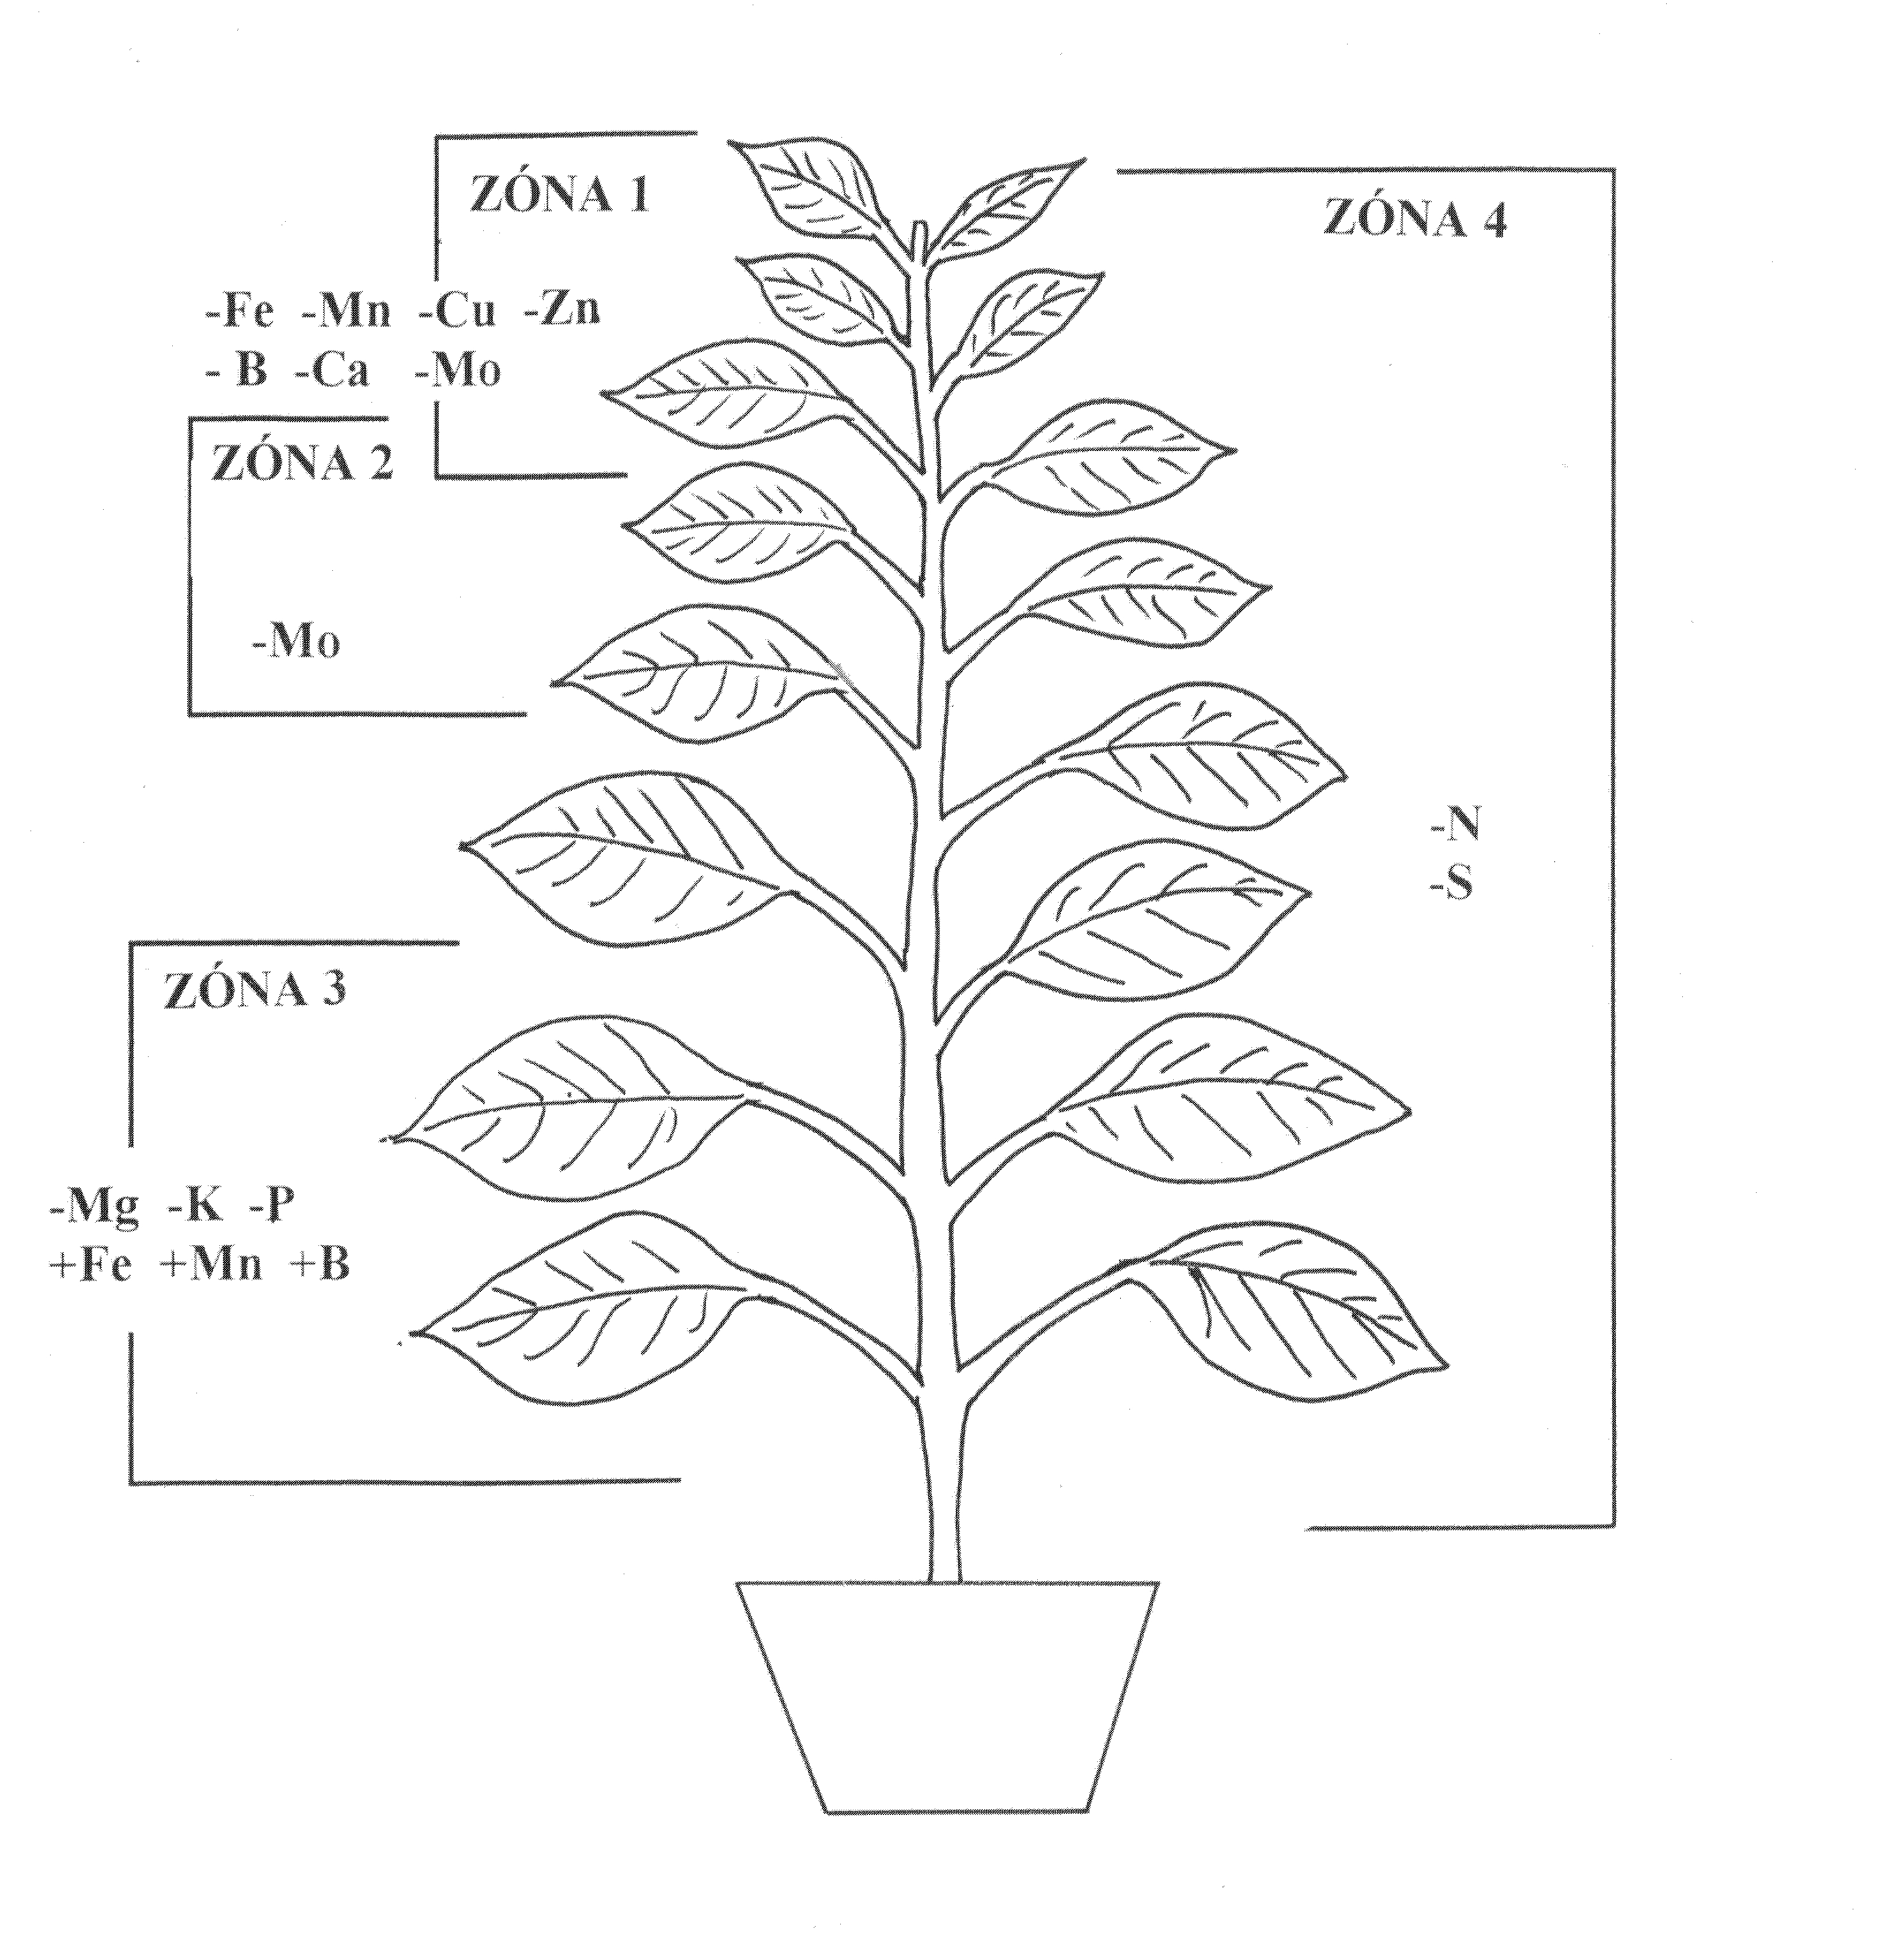 ZÓNA 1
-Fe -Mn -Cu -Zn
- B -Ca -Mo
ZÓNA 2
-Mo
ZÓNA 3
-Mg -K -P
+Fe +Mn +B
ZÓNA 4
-N
-S